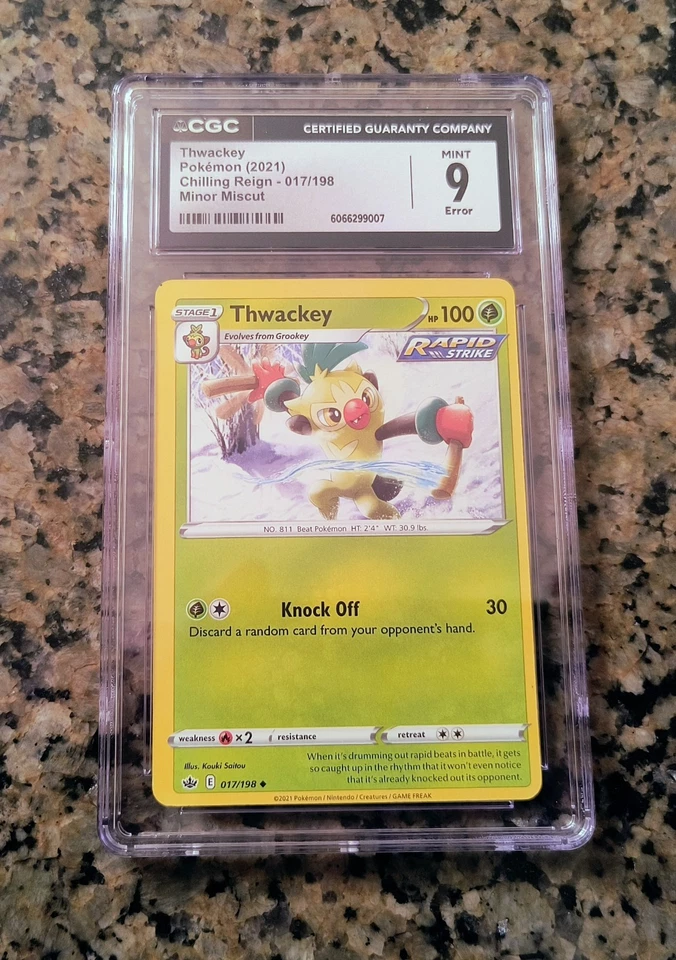 CGC CERTIFIED GUARANTY COMPANY
Thwackey
Pokémon (2021)
Chilling Reign - 017/198
Minor Miscut
6066299007
MINT
9
Error
STAGE 1 Thwackey HP 100
Evolves from Grookey
RAPID
STRIKE
NO. 811 Beat Pokémon HT: 2'4" WT: 30.9 lbs.
Knock Off 30
Discard a random card from your opponent's hand.
weakness ×2 resistance retreat
Illus. Kouki Saitou
When it's drumming out rapid beats in battle, it gets
so caught up in the rhythm that it won't even notice
that it's already knocked out its opponent.
E 017/198
©2021 Pokémon / Nintendo / Creatures / GAME FREAK